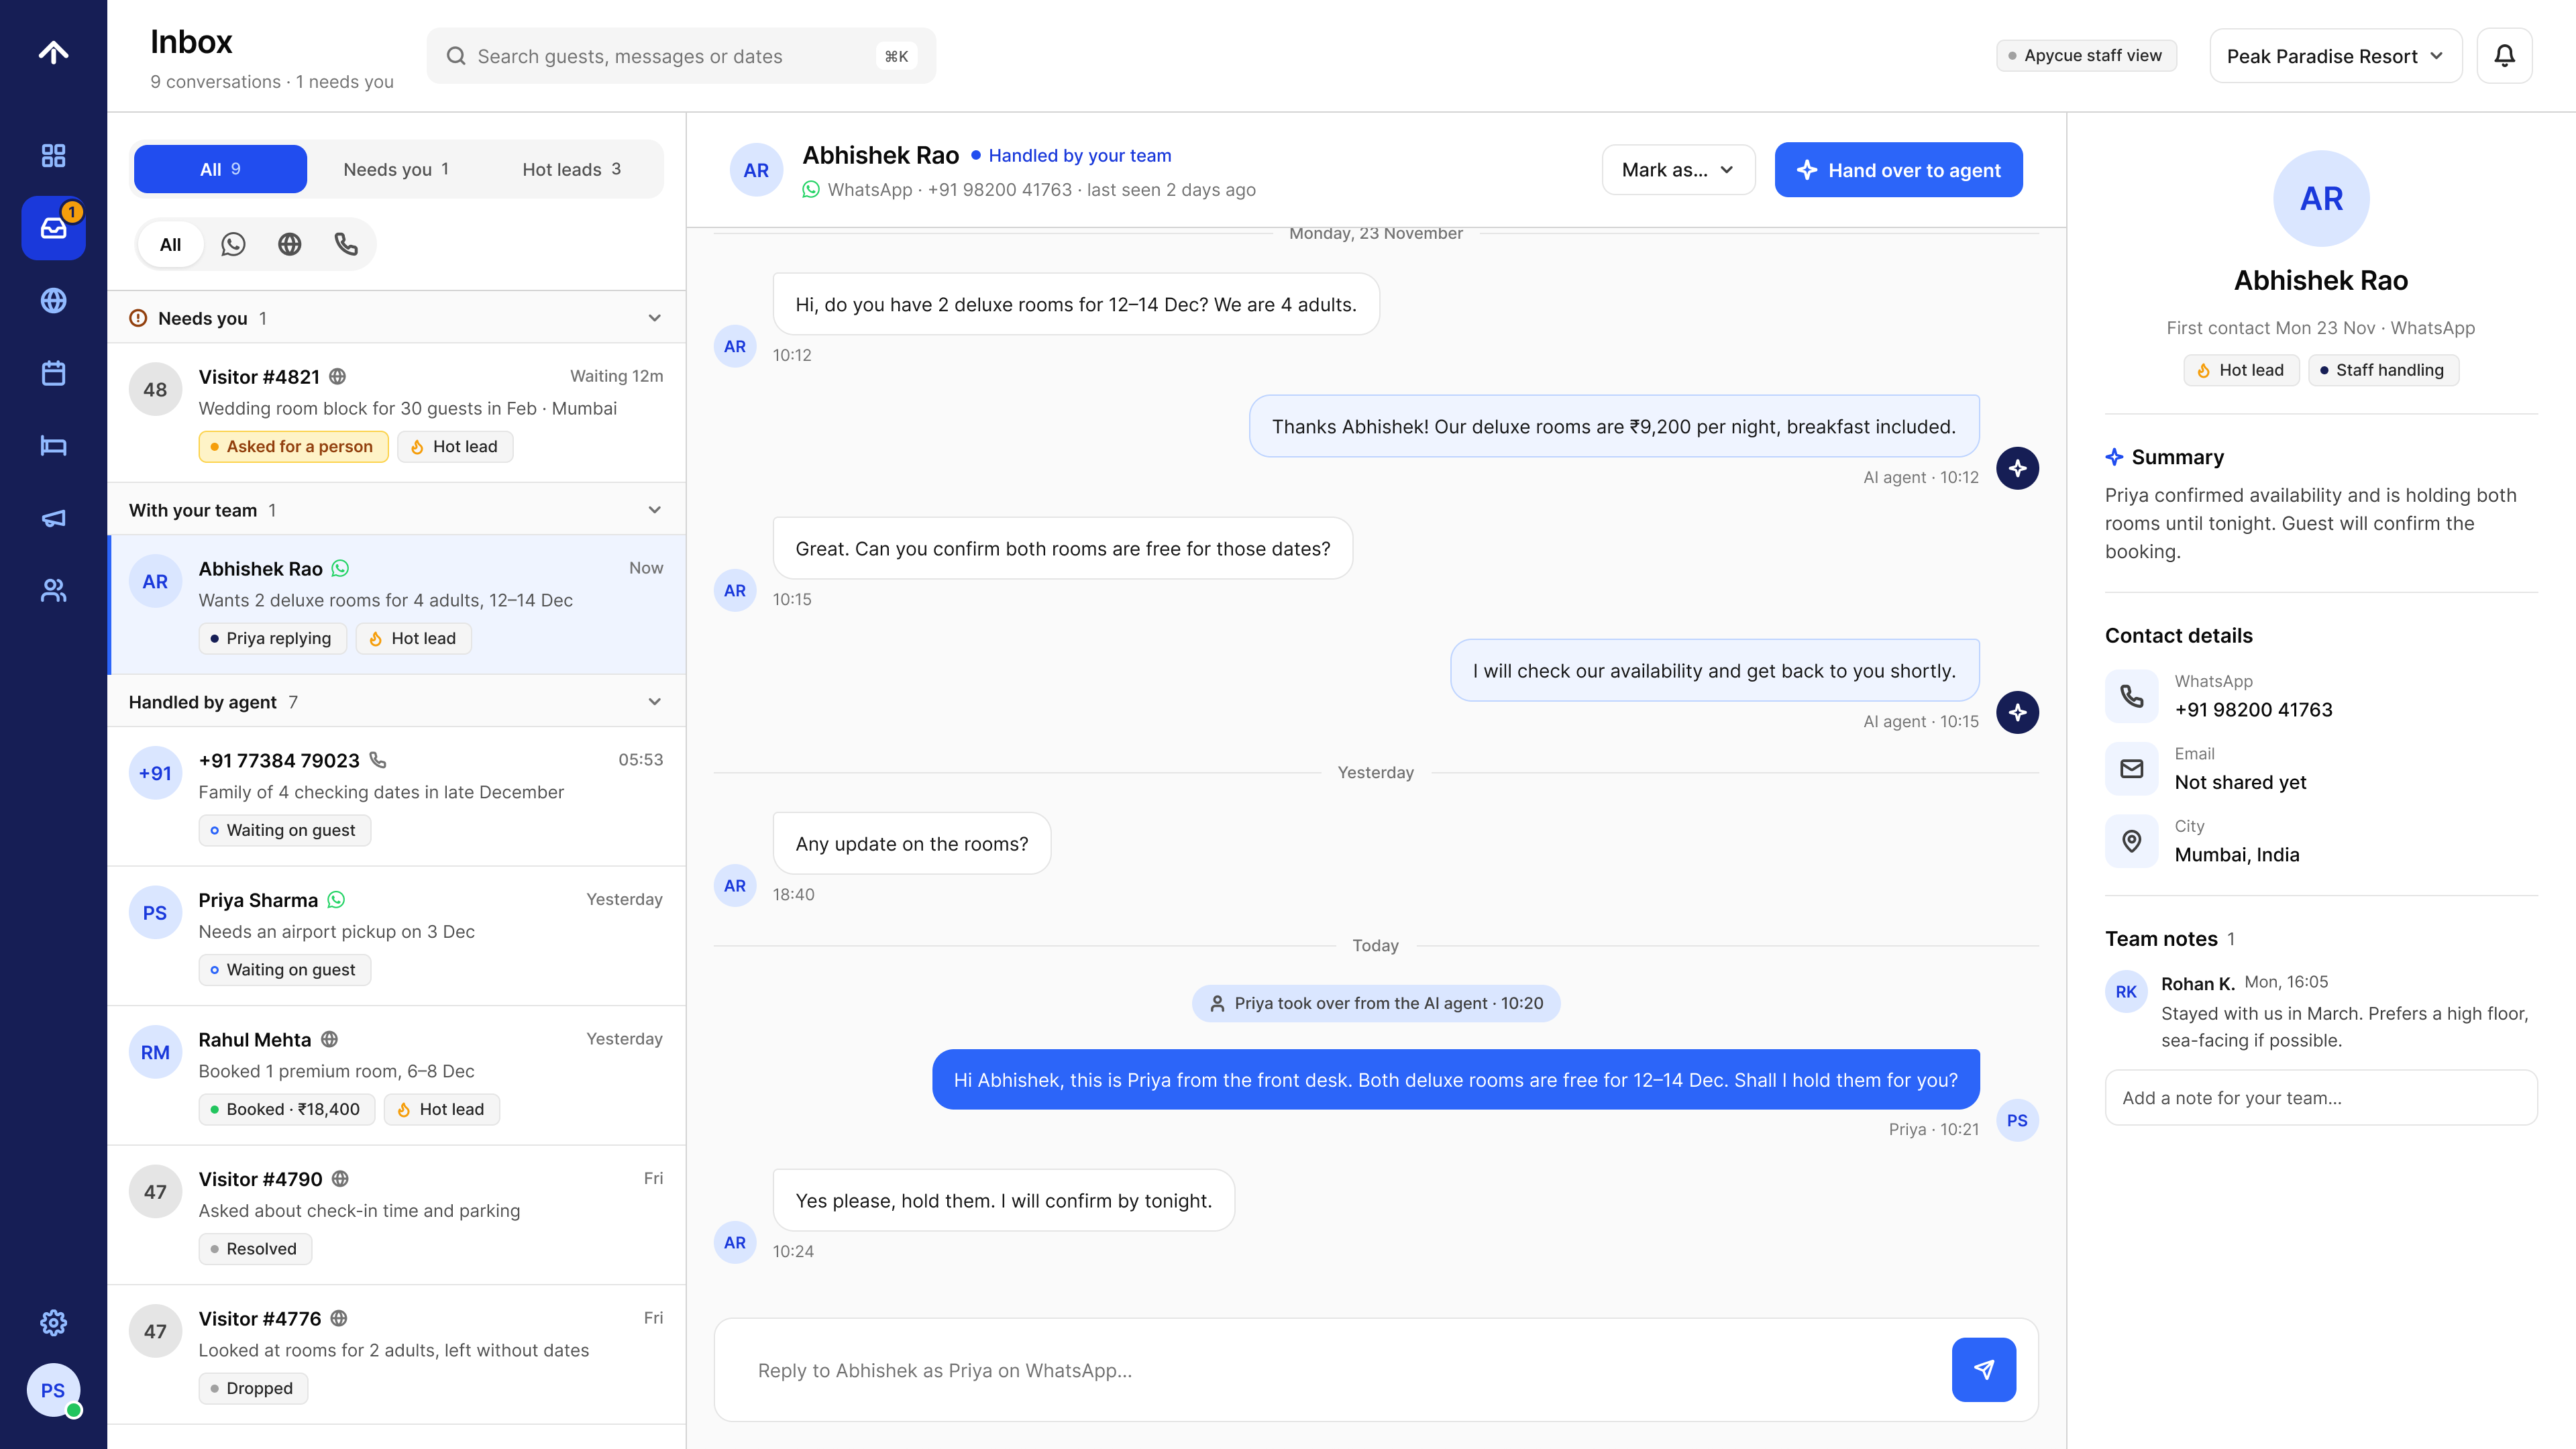 Inbox
9 conversations · 1 needs you
Search guests, messages or dates
⌘K
Apycue staff view
Peak Paradise Resort
1
All 9
Needs you 1
Hot leads 3
All
Needs you 1
48
Visitor #4821
Waiting 12m
Wedding room block for 30 guests in Feb · Mumbai
Asked for a person
Hot lead
With your team 1
AR
Abhishek Rao
Now
Wants 2 deluxe rooms for 4 adults, 12–14 Dec
Priya replying
Hot lead
Handled by agent 7
+91
+91 77384 79023
05:53
Family of 4 checking dates in late December
Waiting on guest
PS
Priya Sharma
Yesterday
Needs an airport pickup on 3 Dec
Waiting on guest
RM
Rahul Mehta
Yesterday
Booked 1 premium room, 6–8 Dec
Booked · ₹18,400
Hot lead
47
Visitor #4790
Fri
Asked about check-in time and parking
Resolved
47
Visitor #4776
Fri
Looked at rooms for 2 adults, left without dates
Dropped
PS
AR
Abhishek Rao
Handled by your team
WhatsApp · +91 98200 41763 · last seen 2 days ago
Mark as...
Hand over to agent
Monday, 23 November
Hi, do you have 2 deluxe rooms for 12–14 Dec? We are 4 adults.
AR
10:12
Thanks Abhishek! Our deluxe rooms are ₹9,200 per night, breakfast included.
AI agent · 10:12
Great. Can you confirm both rooms are free for those dates?
AR
10:15
I will check our availability and get back to you shortly.
AI agent · 10:15
Yesterday
Any update on the rooms?
AR
18:40
Today
Priya took over from the AI agent · 10:20
Hi Abhishek, this is Priya from the front desk. Both deluxe rooms are free for 12–14 Dec. Shall I hold them for you?
Priya · 10:21
PS
Yes please, hold them. I will confirm by tonight.
AR
10:24
Reply to Abhishek as Priya on WhatsApp...
AR
Abhishek Rao
First contact Mon 23 Nov · WhatsApp
Hot lead
Staff handling
Summary
Priya confirmed availability and is holding both
rooms until tonight. Guest will confirm the
booking.
Contact details
WhatsApp
+91 98200 41763
Email
Not shared yet
City
Mumbai, India
Team notes 1
RK
Rohan K. Mon, 16:05
Stayed with us in March. Prefers a high floor,
sea-facing if possible.
Add a note for your team...